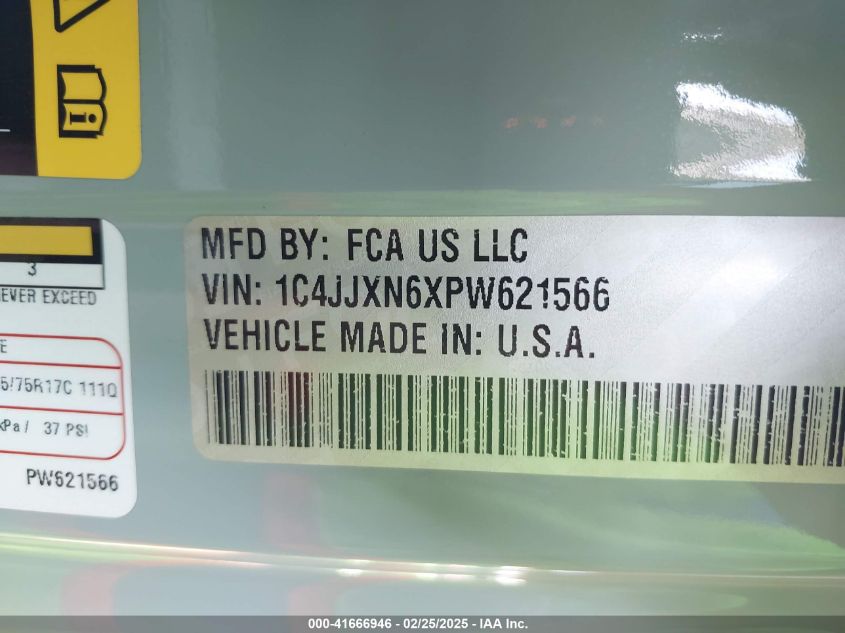 MFD BY: FCA US LLC
VIN: 1C4JJXN6XPW621566
VEHICLE MADE IN: U.S.A.
3
EVER EXCEED
E
5/75R17C 111Q
kPa / 37 PSI
PW621566
000-41666946 - 02/25/2025 - IAA Inc.